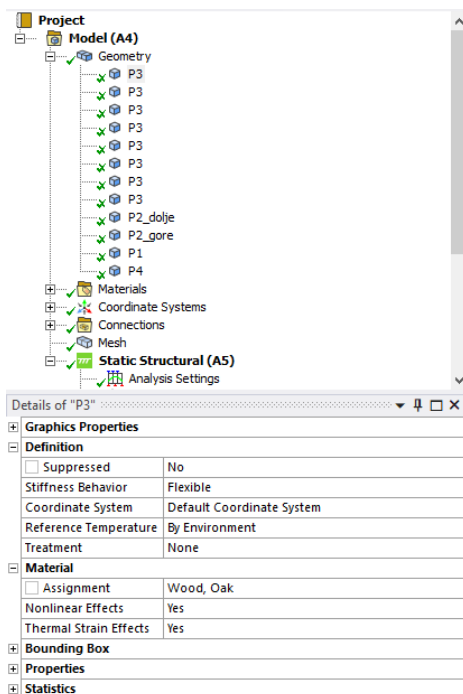 Project
Model (A4)
Geometry
P3
P3
P3
P3
P3
P3
P3
P3
P2_dolje
P2_gore
P1
P4
Materials
Coordinate Systems
Connections
Mesh
Static Structural (A5)
Analysis Settings
Details of "P3"
Graphics Properties
Definition
Suppressed No
Stiffness Behavior Flexible
Coordinate System Default Coordinate System
Reference Temperature By Environment
Treatment None
Material
Assignment Wood, Oak
Nonlinear Effects Yes
Thermal Strain Effects Yes
Bounding Box
Properties
Statistics